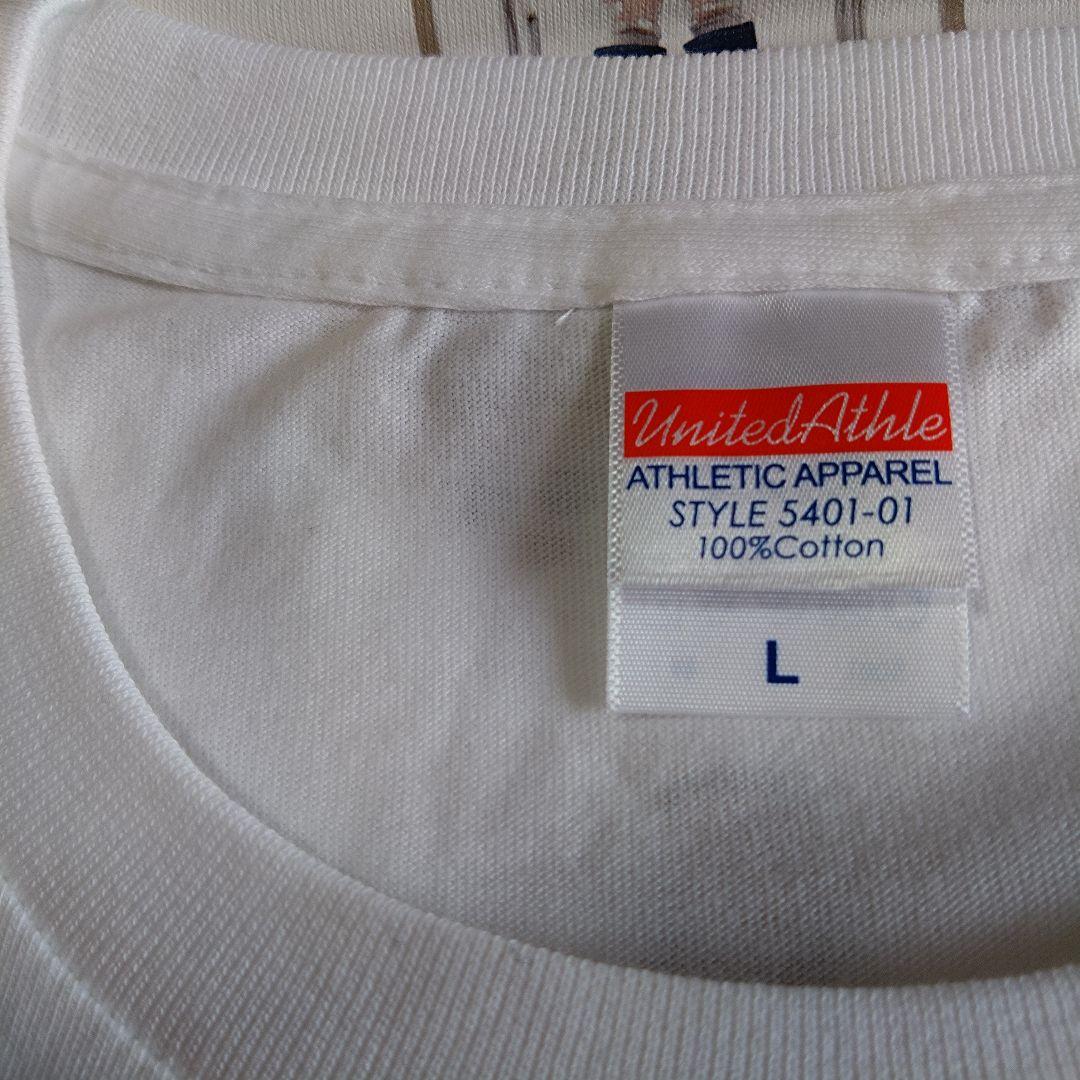 UnitedAthle
ATHLETIC APPAREL
STYLE 5401-01
100%Cotton
L